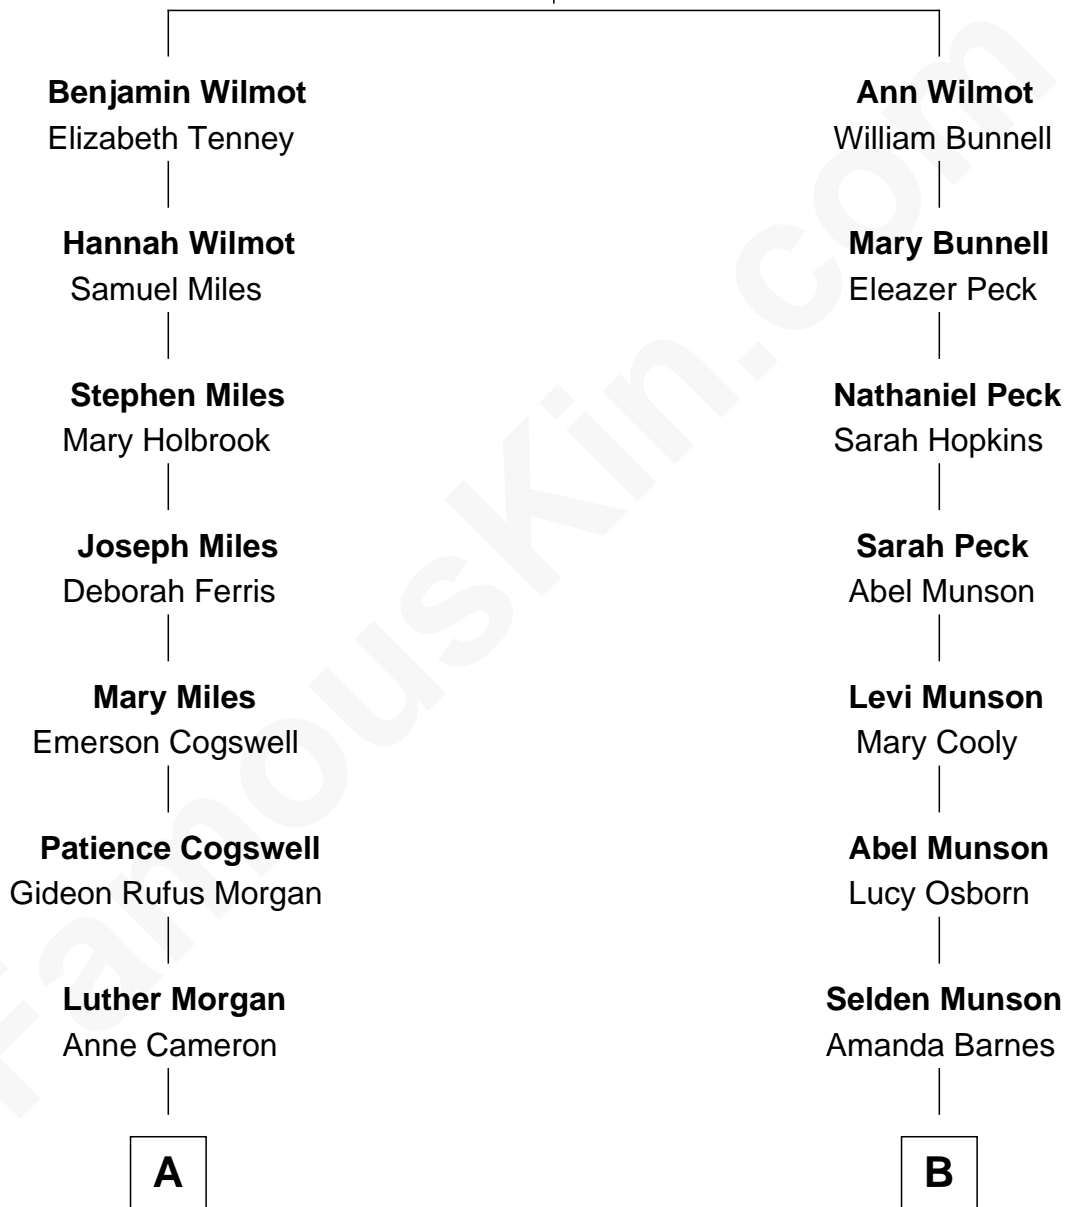 Benjamin Wilmot
Elizabeth Tenney
Hannah Wilmot
Samuel Miles
Stephen Miles
Mary Holbrook
Joseph Miles
Deborah Ferris
Mary Miles
Emerson Cogswell
Patience Cogswell
Gideon Rufus Morgan
Luther Morgan
Anne Cameron
A
Ann Wilmot
William Bunnell
Mary Bunnell
Eleazer Peck
Nathaniel Peck
Sarah Hopkins
Sarah Peck
Abel Munson
Levi Munson
Mary Cooly
Abel Munson
Lucy Osborn
Selden Munson
Amanda Barnes
B
FamousKin.com